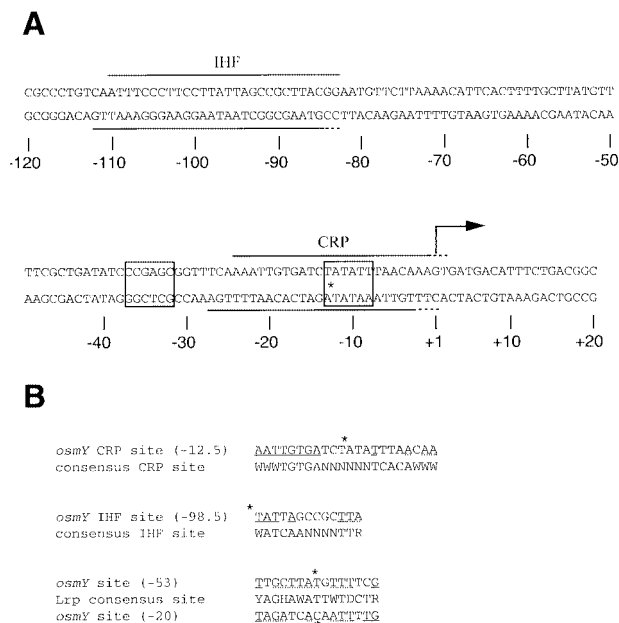 A
IHF
CGCCCTGTCAATTTCCCTTCCTTATTAGCCGCTTACGGAATGTTCTTAAAACATTCACTTTTGCTTATGTT
GCGGGACAGTTAAAGGGAAGGAATAATCGGCGAATGCCTTACAAGAATTTTGTAAGTGAAAACGAATACAA
-120 -110 -100 -90 -80 -70 -60 -50
CRP
TTCGCTGATATCCCGAGCGGTTTCAAAATTGTGATCTATATTTAACAAAGTGATGACATTTCTGACGGC
*
AAGCGACTATAGGGCTCGCCAAAGTTTTAACACTAGATATAAATTGTTTCACTACTGTAAAGACTGCCG
-40 -30 -20 -10 +1 +10 +20
B
*
osmY CRP site (-12.5) AATTGTGATCTATATTTAACAA
consensus CRP site WWWTGTGANNNNNNTCACAWWW
*
osmY IHF site (-98.5) TATTAGCCGCTTA
consensus IHF site WATCAANNNNTTR
*
osmY site (-53) TTGCTTATGTTTTCG
Lrp consensus site YAGHAWATTWTDCTR
osmY site (-20) TAGATCACAATTTTG